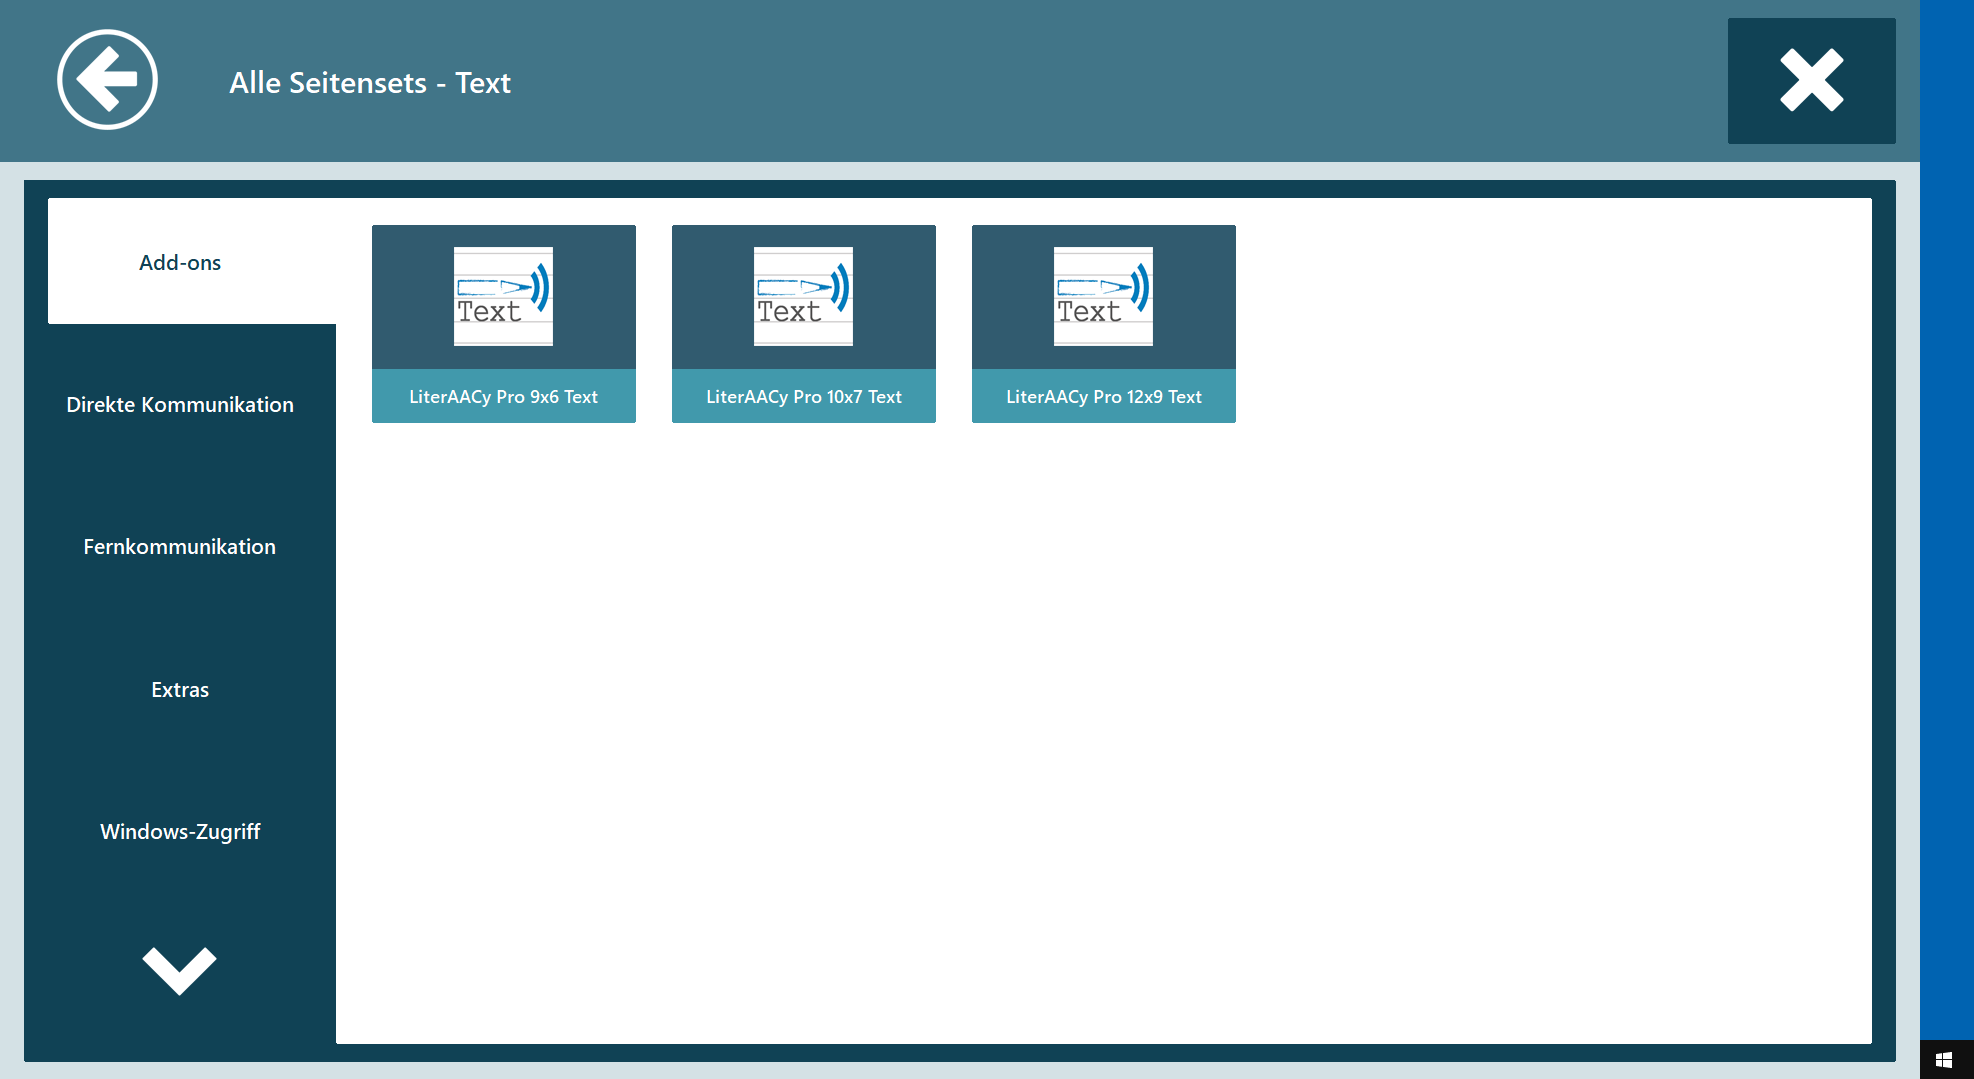 Alle Seitensets - Text
Add-ons
Direkte Kommunikation
Fernkommunikation
Extras
Windows-Zugriff
Text
LiterAACy Pro 9x6 Text
Text
LiterAACy Pro 10x7 Text
Text
LiterAACy Pro 12x9 Text